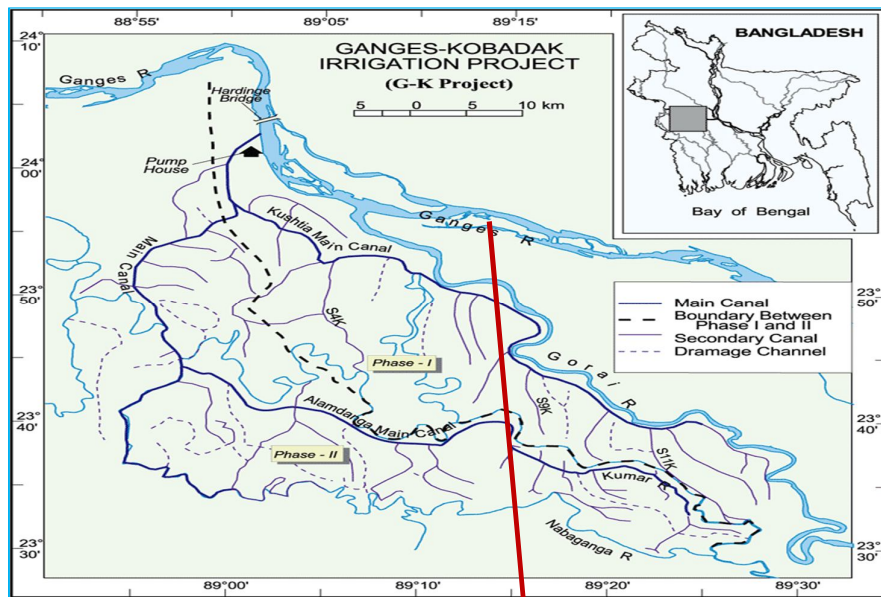 88°55'
89°05'
89°15'
24°
10'
GANGES-KOBADAK
IRRIGATION PROJECT
(G-K Project)
5 0 5 10 km
BANGLADESH
Bay of Bengal
Ganges R
Hardinge
Bridge
Pump
House
24°
00'
Ganges R
Kushtia Main Canal
Main Canal
23°
50'
23°
50'
Main Canal
Boundary Between
Phase I and II
Secondary Canal
Dramage Channel
S4K
Phase - I
Gorai R
S9K
23°
40'
23°
40'
Alamdanga Main Canal
Phase - II
S11K
Kumar R
Nabaganga R
23°
30'
23°
30'
89°00'
89°10'
89°20'
89°30'